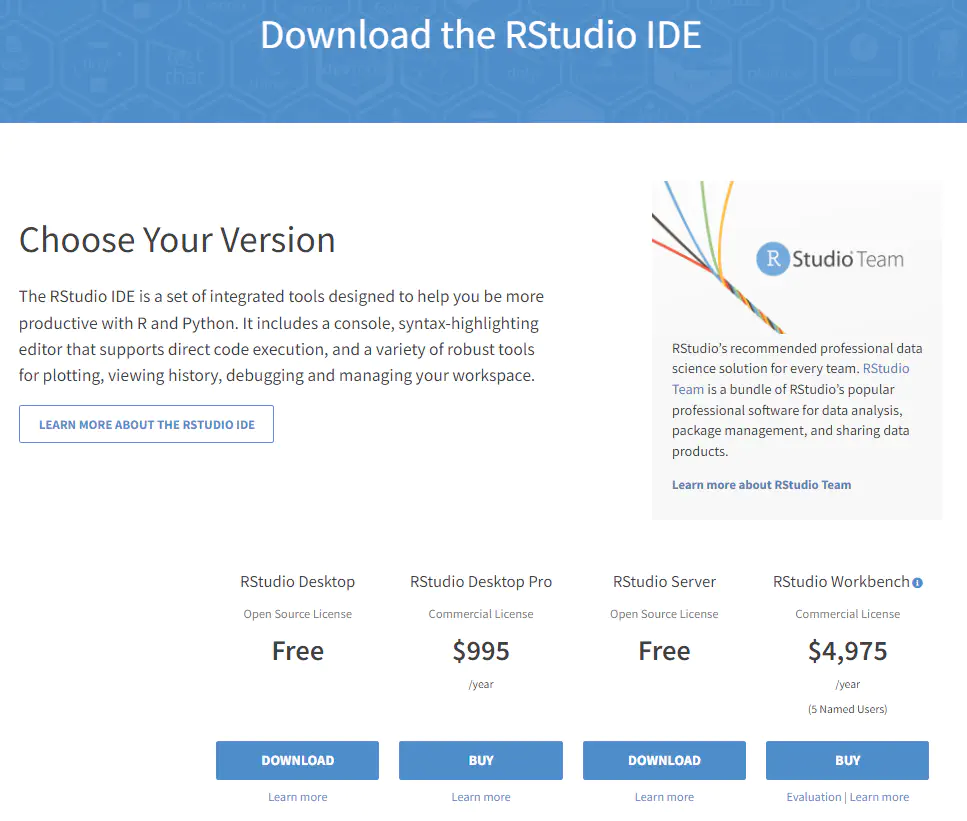 Download the RStudio IDE
Choose Your Version
The RStudio IDE is a set of integrated tools designed to help you be more
productive with R and Python. It includes a console, syntax-highlighting
editor that supports direct code execution, and a variety of robust tools
for plotting, viewing history, debugging and managing your workspace.
LEARN MORE ABOUT THE RSTUDIO IDE
R Studio Team
RStudio’s recommended professional data
science solution for every team. RStudio
Team is a bundle of RStudio’s popular
professional software for data analysis,
package management, and sharing data
products.
Learn more about RStudio Team
RStudio Desktop RStudio Desktop Pro RStudio Server RStudio Workbench
Open Source License Commercial License Open Source License Commercial License
Free $995 Free $4,975
/year /year
(5 Named Users)
DOWNLOAD BUY DOWNLOAD BUY
Learn more Learn more Learn more Evaluation | Learn more